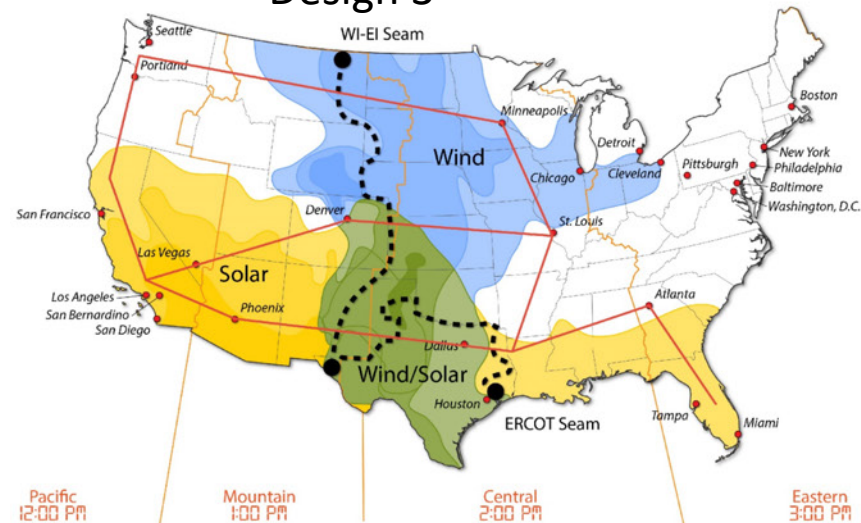 WI-EI Seam
Seattle
Portland
Minneapolis
Boston
Detroit
New York
Wind
Pittsburgh
Philadelphia
Chicago
Cleveland
Baltimore
Washington, D.C.
San Francisco
Denver
St. Louis
Las Vegas
Solar
Los Angeles
Phoenix
Atlanta
San Bernardino
San Diego
Dallas
Wind/Solar
Houston
Tampa
Miami
ERCOT Seam
Pacific
12:00 PM
Mountain
1:00 PM
Central
2:00 PM
Eastern
3:00 PM